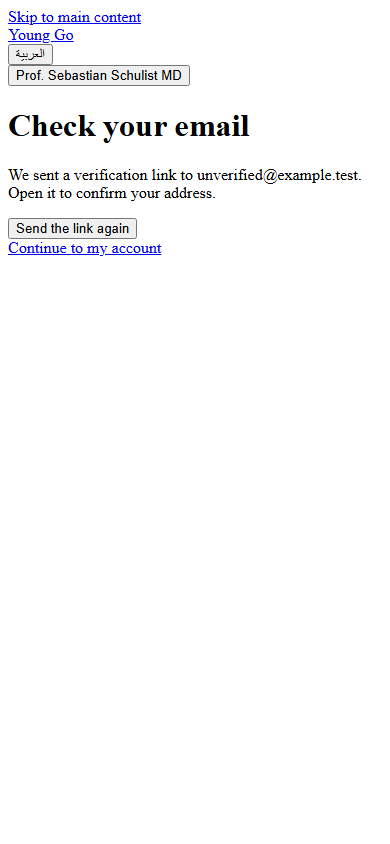 Skip to main content
Young Go
العربية
Prof. Sebastian Schulist MD
Check your email
We sent a verification link to unverified@example.test.
Open it to confirm your address.
Send the link again
Continue to my account